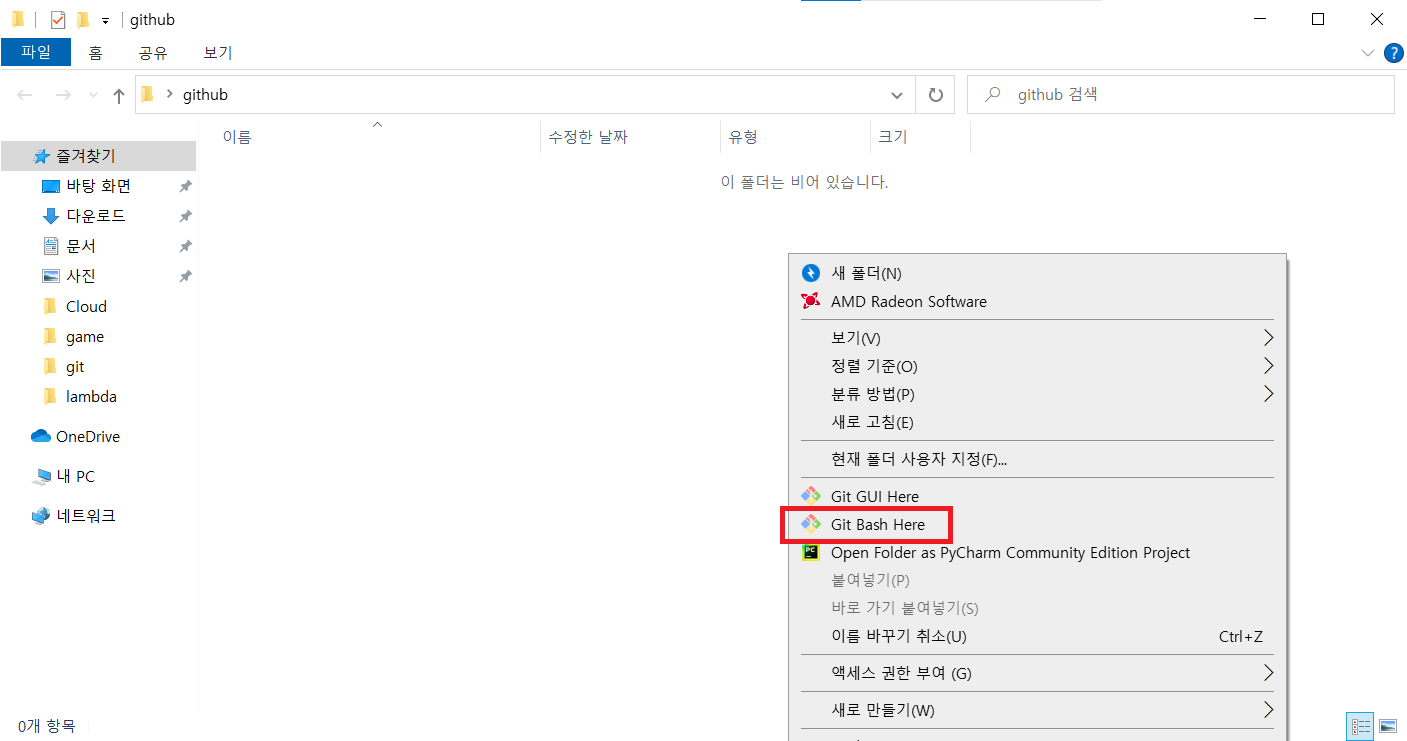 github
파일 홈 공유 보기
github
github 검색
이름 수정한 날짜 유형 크기
이 폴더는 비어 있습니다.
즐겨찾기
바탕 화면
다운로드
문서
사진
Cloud
game
git
lambda
OneDrive
내 PC
네트워크
새 폴더(N)
AMD Radeon Software
보기(V)
정렬 기준(O)
분류 방법(P)
새로 고침(E)
현재 폴더 사용자 지정(F)...
Git GUI Here
Git Bash Here
PC
Open Folder as PyCharm Community Edition Project
붙여넣기(P)
바로 가기 붙여넣기(S)
이름 바꾸기 취소(U) Ctrl+Z
액세스 권한 부여 (G)
새로 만들기(W)
0개 항목